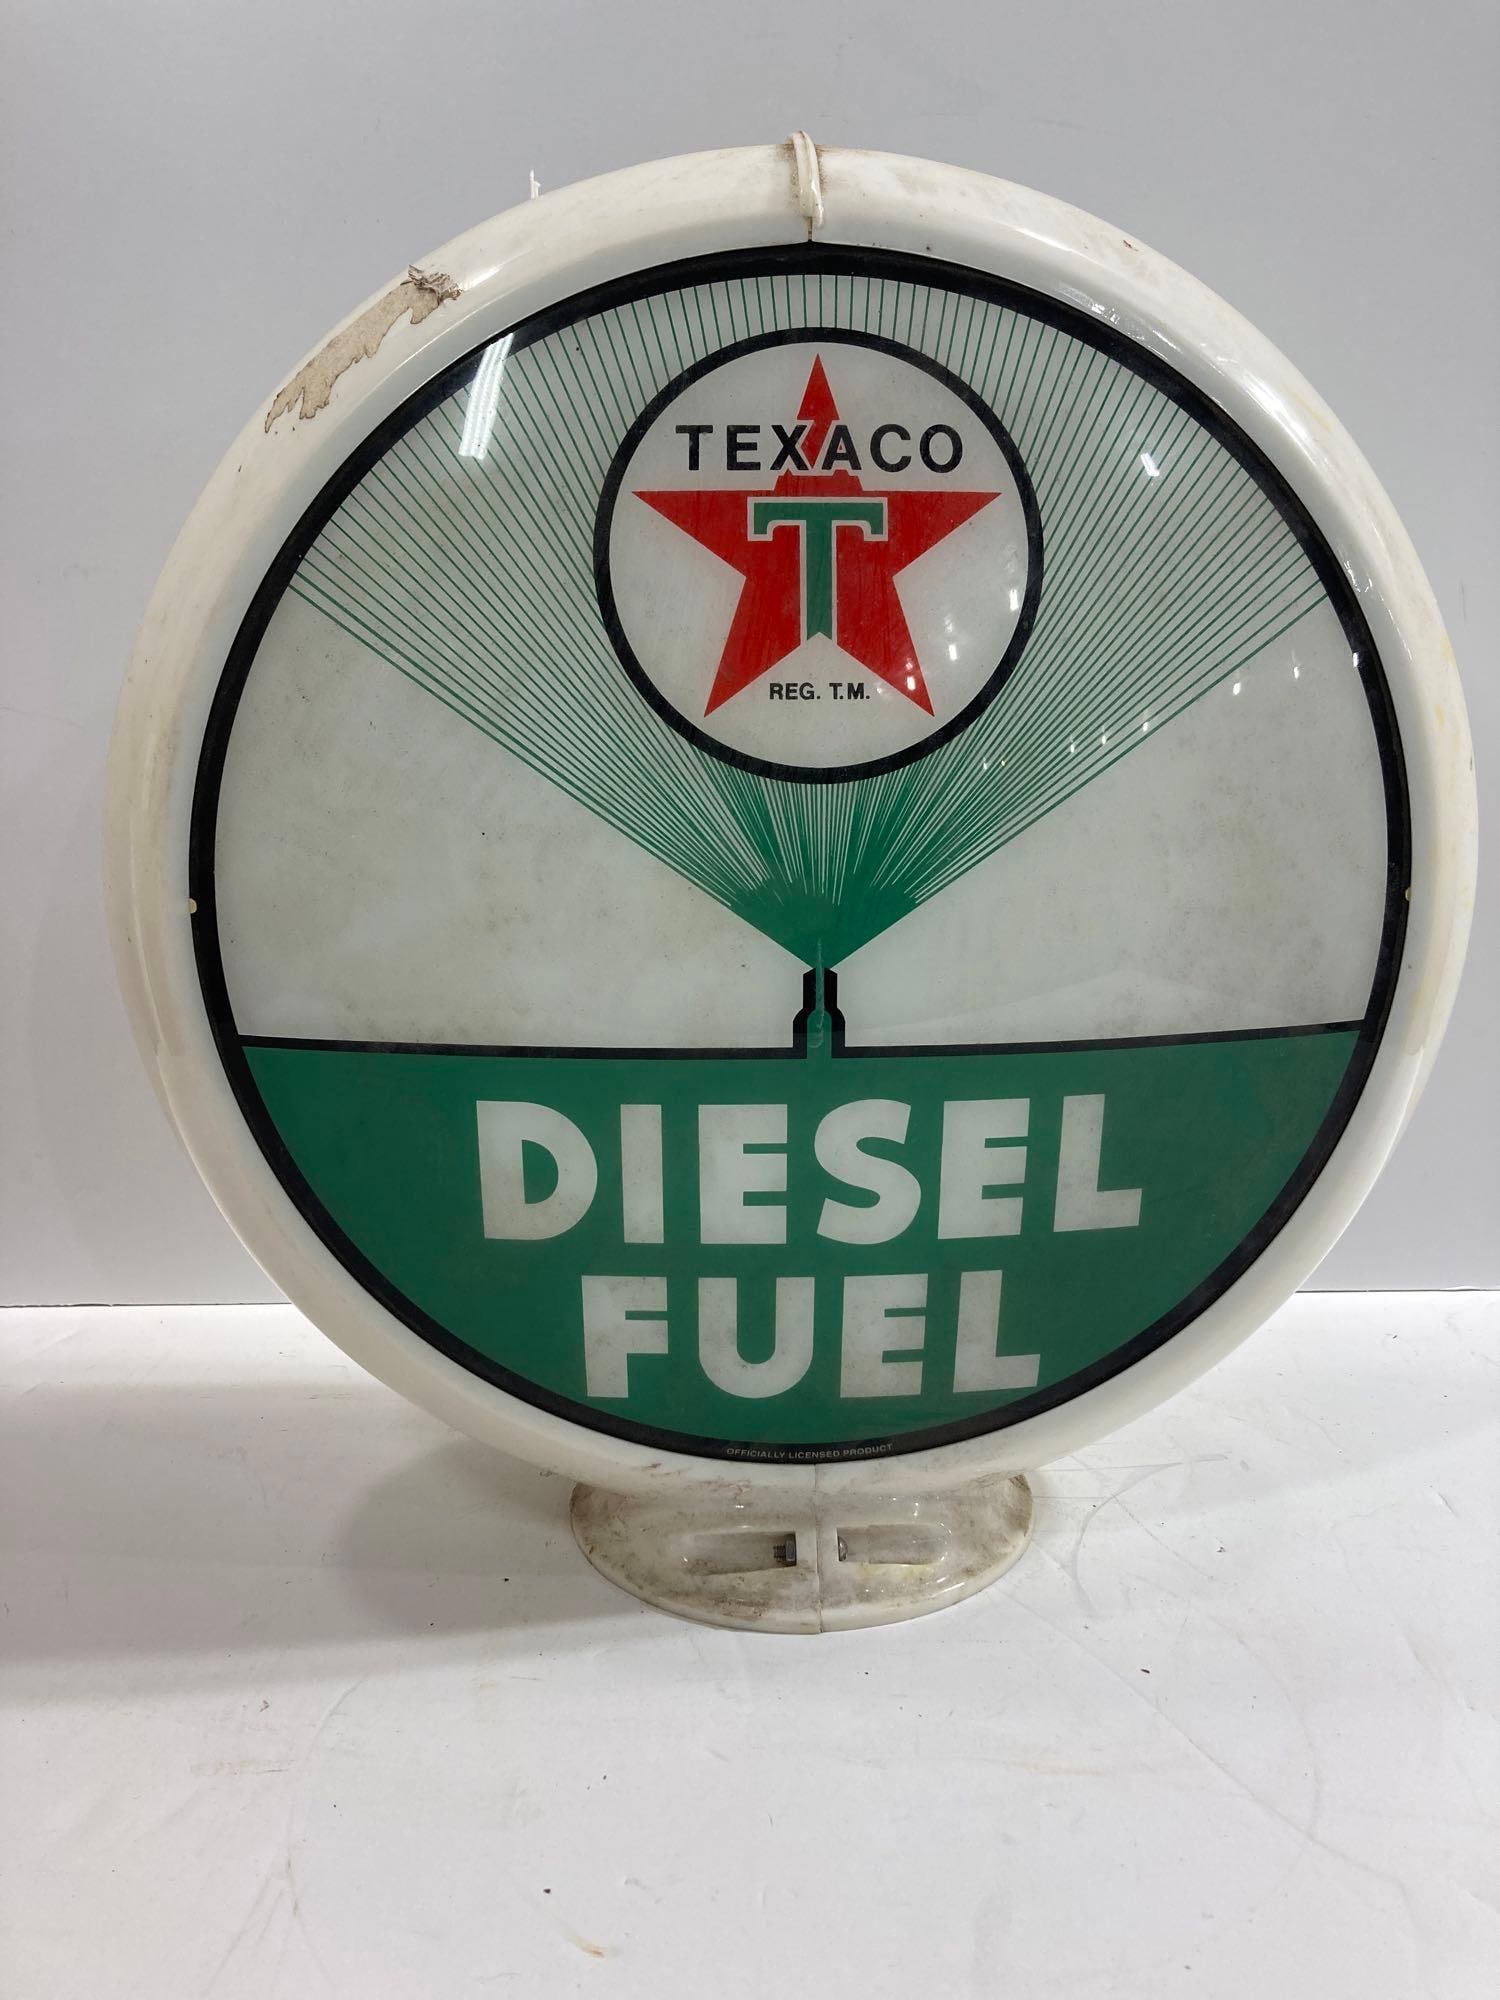 TEXACO
T
REG. T.M.
DIESEL
FUEL
OFFICIALLY LICENSED PRODUCT